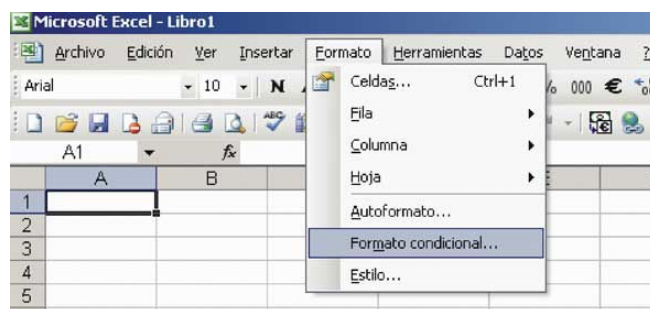 Microsoft Excel - Libro1
Archivo Edición Ver Insertar Formato Herramientas Datos Ventana ?
Arial 10 N % 000 €
Celdas... Ctrl+1
Fila
ABC
Columna
A1 fx
Hoja
A B E
1
Autoformato...
2
Formato condicional...
3
4
Estilo...
5